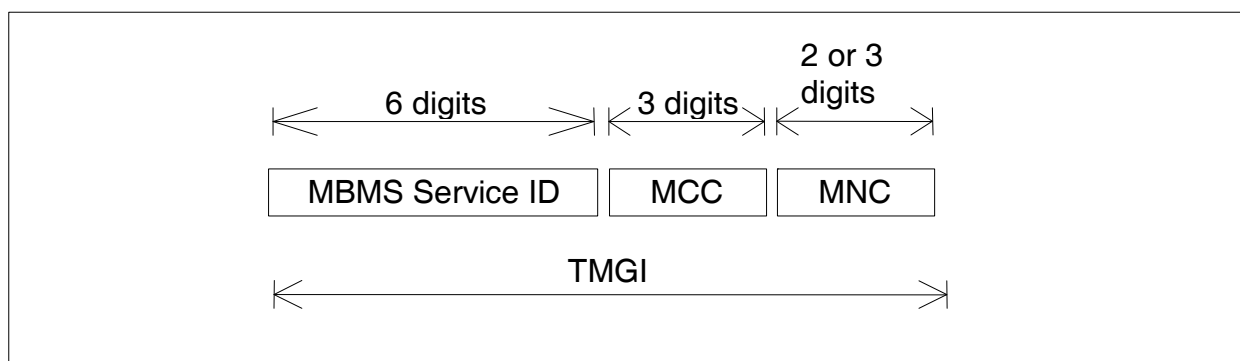 2 or 3
digits
6 digits
3 digits
MBMS Service ID
MCC
MNC
TMGI